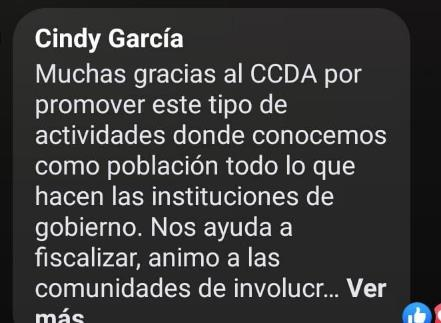 Cindy García
Muchas gracias al CCDA por
promover este tipo de
actividades donde conocemos
como población todo lo que
hacen las instituciones de
gobierno. Nos ayuda a
fiscalizar, animo a las
comunidades de involucr... Ver
más